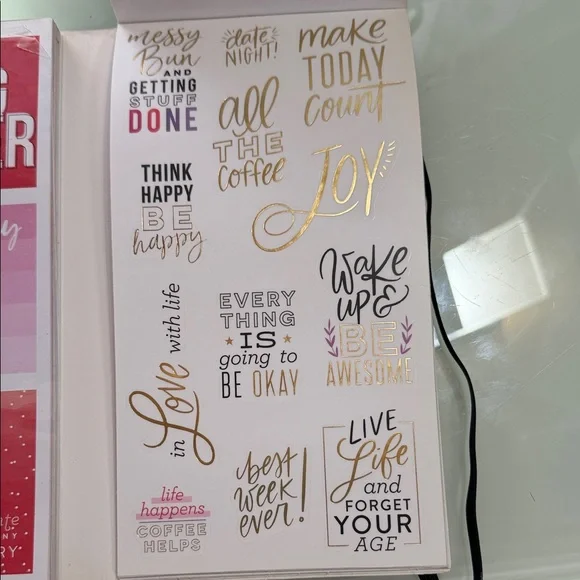 messy
Bun AND
GETTING
STUFF
DONE
date
NIGHT!
make
TODAY
count
all
THE
coffee
THINK
HAPPY
BE
happy
JOY
in Love with life
EVERY
THING
IS
going to
BE OKAY
Wake
up &
BE
AWESOME
life
happens
COFFEE
HELPS
best
week
ever!
LIVE
Life
and
FORGET
YOUR
AGE